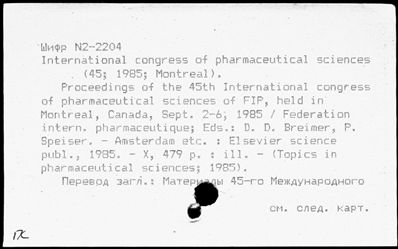 Шифр N2-2204
International congress of pharmaceutical sciences
(45; 1985; Montreal).
Proceedings of the 45th International congress
of pharmaceutical sciences of FIP, held in
Montreal, Canada, Sept. 2-6; 1985 / Federation
intern. pharmaceutique; Eds.: D. D. Breimer, P.
Speiser. - Amsterdam etc. : Elsevier science
publ., 1985. - X, 479 p. : ill. - (Topics in
pharmaceutical sciences; 1985).
Перевод загл.: Материалы 45-го Международного
см. след. карт.